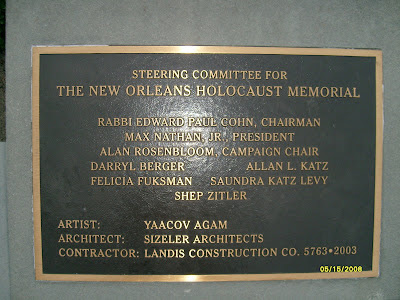 STEERING COMMITTEE FOR
THE NEW ORLEANS HOLOCAUST MEMORIAL
RABBI EDWARD PAUL COHN, CHAIRMAN
MAX NATHAN, JR., PRESIDENT
ALAN ROSENBLOOM, CAMPAIGN CHAIR
DARRYL BERGER ALLAN L. KATZ
FELICIA FUKSMAN SAUNDRA KATZ LEVY
SHEP ZITLER
ARTIST: YAACOV AGAM
ARCHITECT: SIZELER ARCHITECTS
CONTRACTOR: LANDIS CONSTRUCTION CO. 5763•2003
05/15/2008